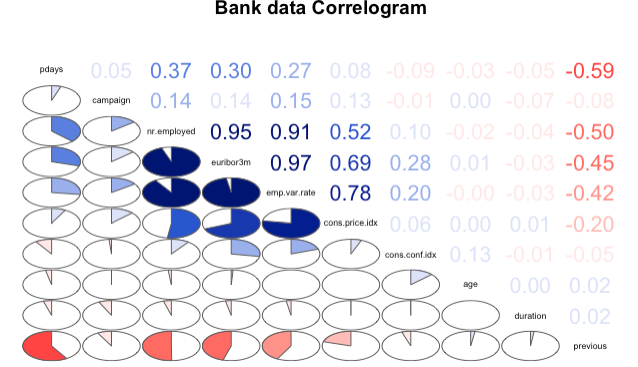 Bank data Correlogram
pdays 0.05 0.37 0.30 0.27 0.08 -0.09 -0.03 -0.05 -0.59
campaign 0.14 0.14 0.15 0.13 -0.01 0.00 -0.07 -0.08
nr.employed 0.95 0.91 0.52 0.10 -0.02 -0.04 -0.50
euribor3m 0.97 0.69 0.28 0.01 -0.03 -0.45
emp.var.rate 0.78 0.20 -0.00 -0.03 -0.42
cons.price.idx 0.06 0.00 0.01 -0.20
cons.conf.idx 0.13 -0.01 -0.05
age 0.00 0.02
duration 0.02
previous